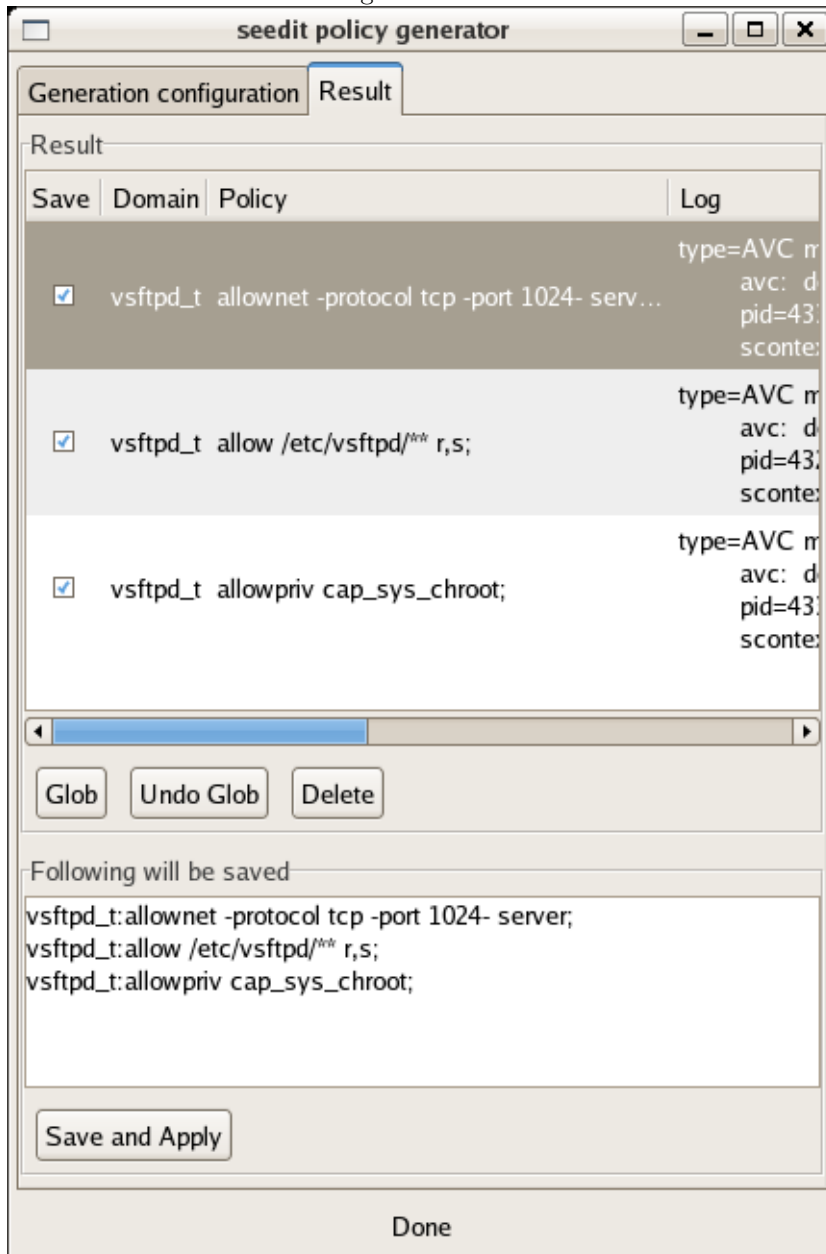 seedit policy generator
Generation configuration Result
Result
Save Domain Policy Log
type=AVC m
avc: d
vsftpd_t allownet -protocol tcp -port 1024- serv...
pid=43
sconte
type=AVC m
avc: d
vsftpd_t allow /etc/vsftpd/** r,s;
pid=432
sconte
type=AVC m
avc: d
vsftpd_t allowpriv cap_sys_chroot;
pid=43
sconte
Glob Undo Glob Delete
Following will be saved
vsftpd_t:allownet -protocol tcp -port 1024- server;
vsftpd_t:allow /etc/vsftpd/** r,s;
vsftpd_t:allowpriv cap_sys_chroot;
Save and Apply
Done